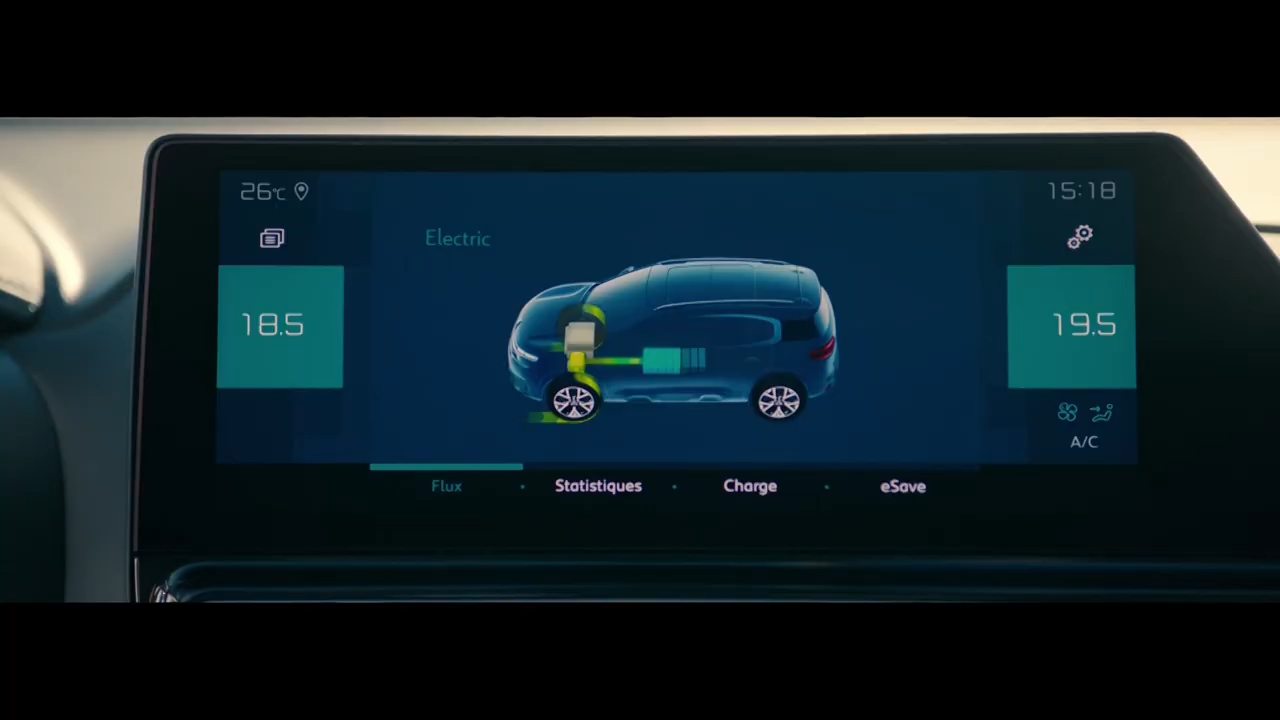 26°C
15:18
Electric
18.5
19.5
A/C
Flux • Statistiques • Charge • eSave